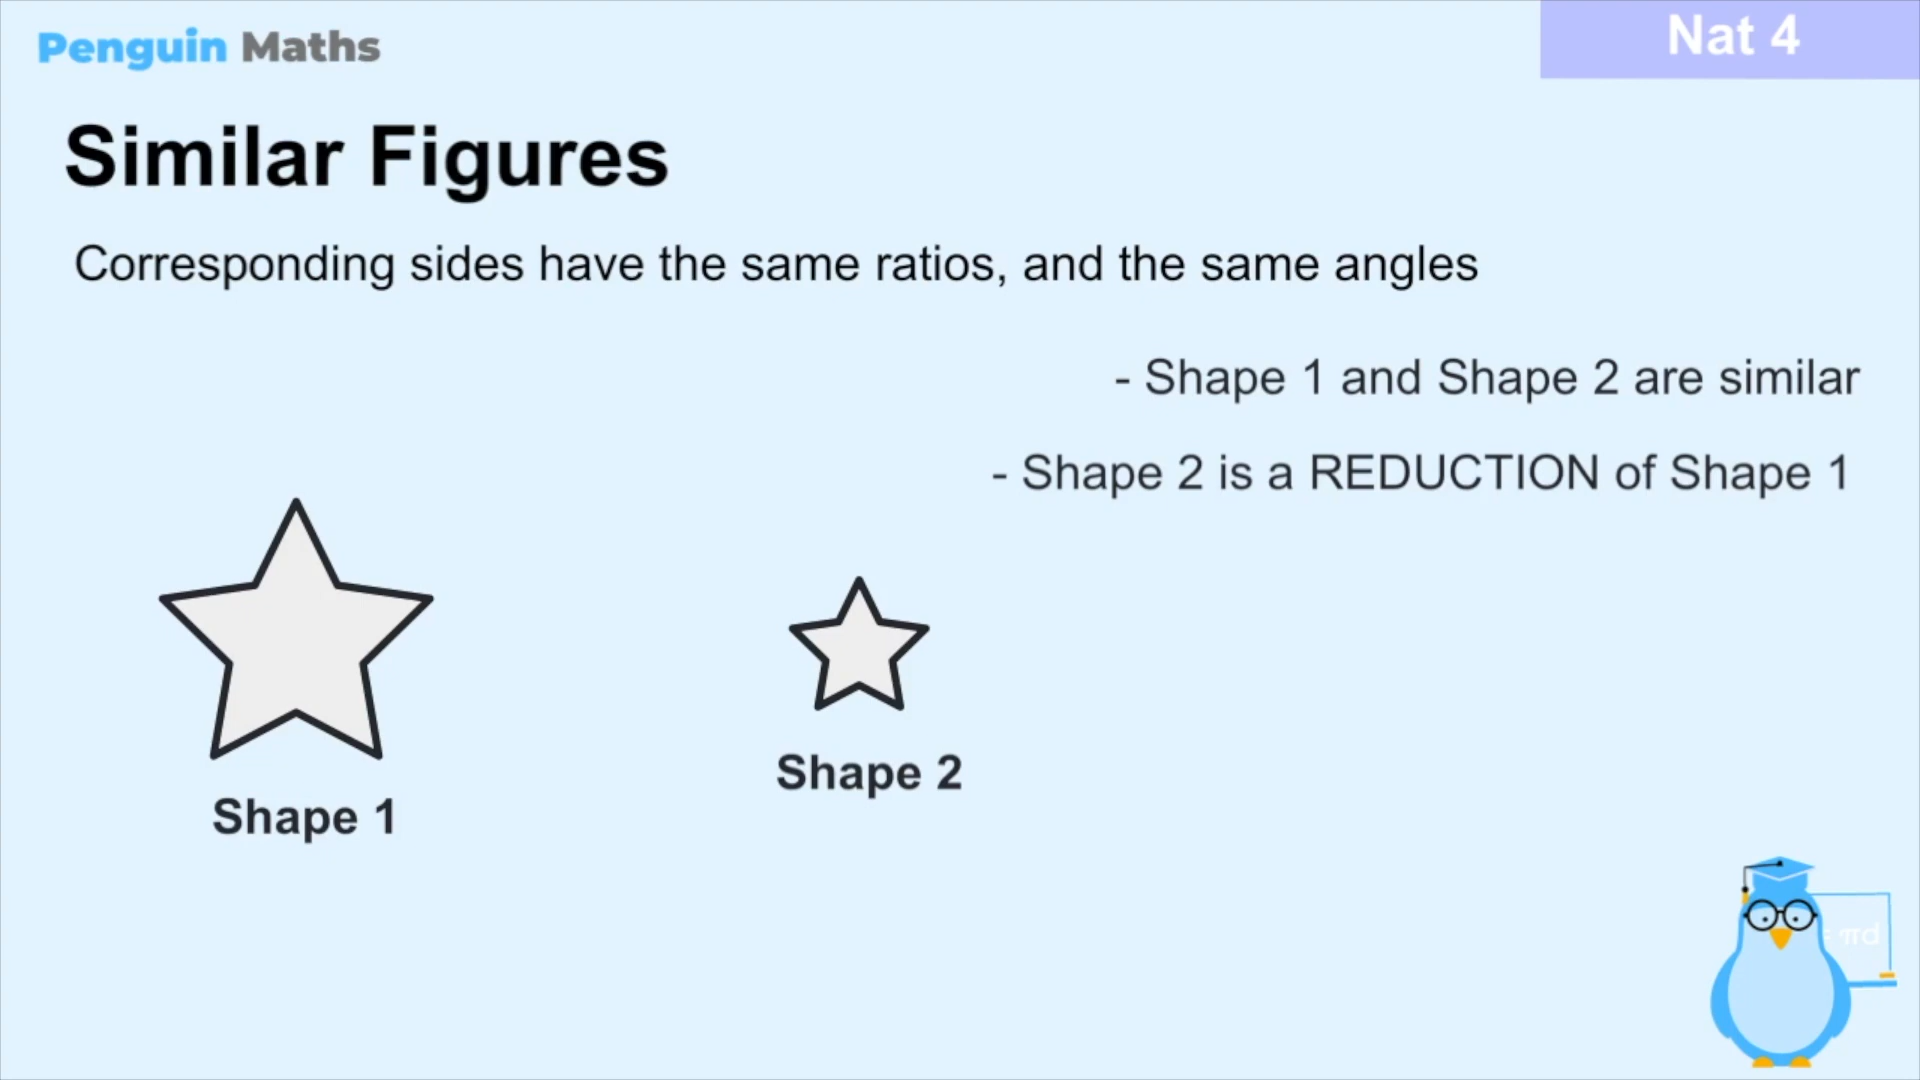 Penguin Maths
Nat 4
Similar Figures
Corresponding sides have the same ratios, and the same angles
- Shape 1 and Shape 2 are similar
- Shape 2 is a REDUCTION of Shape 1
Shape 1
Shape 2
= πd